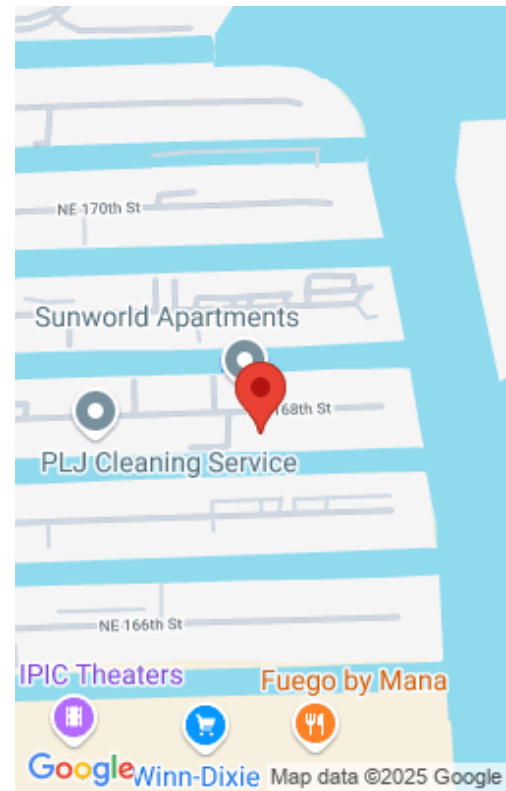 NE 170th St
Sunworld Apartments
168th St
PLJ Cleaning Service
NE 166th St
IPIC Theaters
Fuego by Mana
Google
Winn-Dixie
Map data ©2025 Google